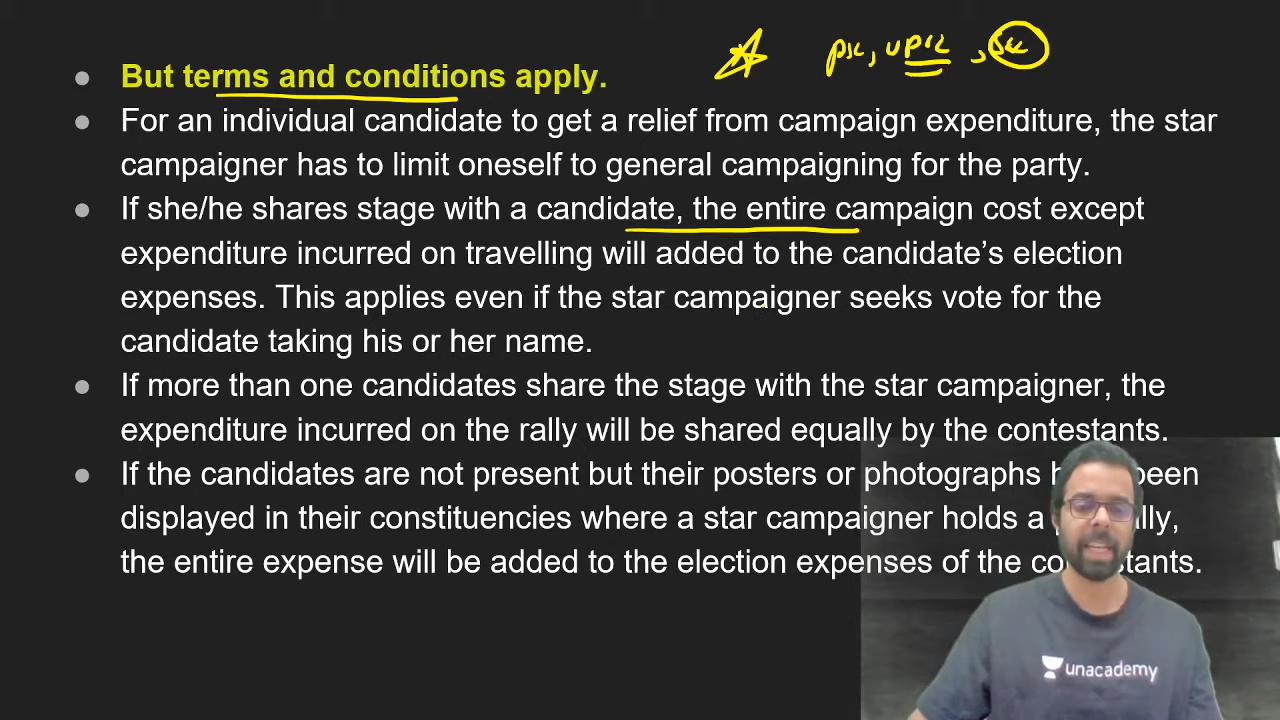 psc, upsc, ssc
But terms and conditions apply.
For an individual candidate to get a relief from campaign expenditure, the star
campaigner has to limit oneself to general campaigning for the party.
If she/he shares stage with a candidate, the entire campaign cost except
expenditure incurred on travelling will added to the candidate’s election
expenses. This applies even if the star campaigner seeks vote for the
candidate taking his or her name.
If more than one candidates share the stage with the star campaigner, the
expenditure incurred on the rally will be shared equally by the contestants.
If the candidates are not present but their posters or photographs been
displayed in their constituencies where a star campaigner holds a
the entire expense will be added to the election expenses of the
unacademy